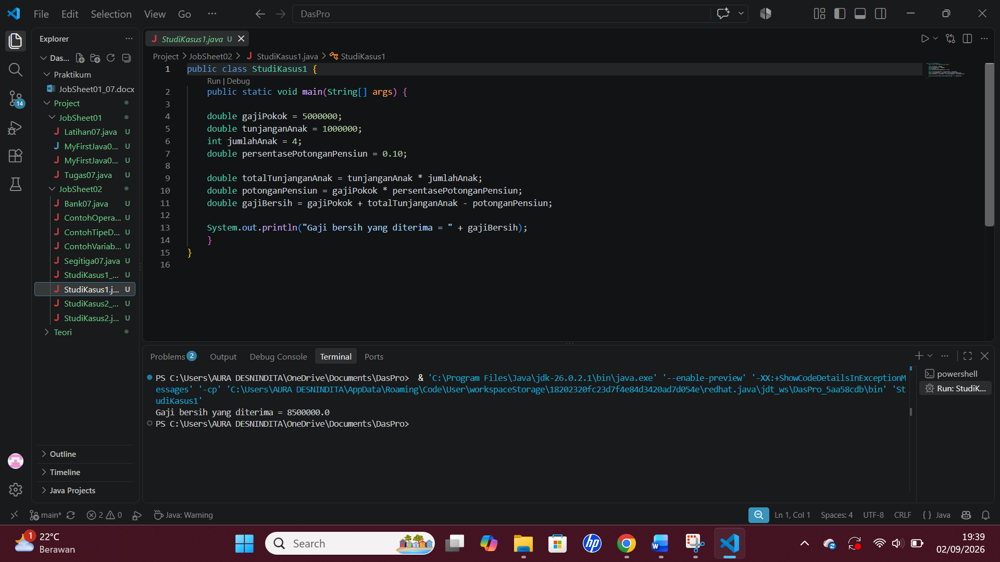 File Edit Selection View Go ··· DasPro
Explorer ···
StudiKasus1.java U
Das...
Project > JobSheet02 > StudiKasus1.java > StudiKasus1
Praktikum
JobSheet01_07.docx
Project
JobSheet01
Latihan07.java U
MyFirstJava0... U
MyFirstJava0... U
Tugas07.java U
JobSheet02
Bank07.java U
ContohOpera... U
ContohTipeD... U
ContohVariab... U
Segitiga07.java U
StudiKasus1_... U
StudiKasus1.j... U
StudiKasus2_... U
StudiKasus2.j... U
Teori
14
Outline
Timeline
Java Projects
1 public class StudiKasus1 {
Run | Debug
2 public static void main(String[] args) {
3
4 double gajiPokok = 5000000;
5 double tunjanganAnak = 1000000;
6 int jumlahAnak = 4;
7 double persentasePotonganPensiun = 0.10;
8
9 double totalTunjanganAnak = tunjanganAnak * jumlahAnak;
10 double potonganPensiun = gajiPokok * persentasePotonganPensiun;
11 double gajiBersih = gajiPokok + totalTunjanganAnak - potonganPensiun;
12
13 System.out.println("Gaji bersih yang diterima = " + gajiBersih);
14 }
15 }
16
Problems 2 Output Debug Console Terminal Ports
PS C:\Users\AURA DESNINDITA\OneDrive\Documents\DasPro> & 'C:\Program Files\Java\jdk-26.0.2.1\bin\java.exe' '--enable-preview' '-XX:+ShowCodeDetailsInExceptionM
essages' '-cp' 'C:\Users\AURA DESNINDITA\AppData\Roaming\Code\User\workspaceStorage\18202320fc23d7f4e84d3420ad7d054e\redhat.java\jdt_ws\DasPro_5aa58cdb\bin' 'St
udiKasus1'
Gaji bersih yang diterima = 8500000.0
PS C:\Users\AURA DESNINDITA\OneDrive\Documents\DasPro>
powershell
Run: StudiK...
main* 2 0 Java: Warning Ln 1, Col 1 Spaces: 4 UTF-8 CRLF {} Java
1 22°C
Berawan
Search
hp
W
19:39
02/09/2026